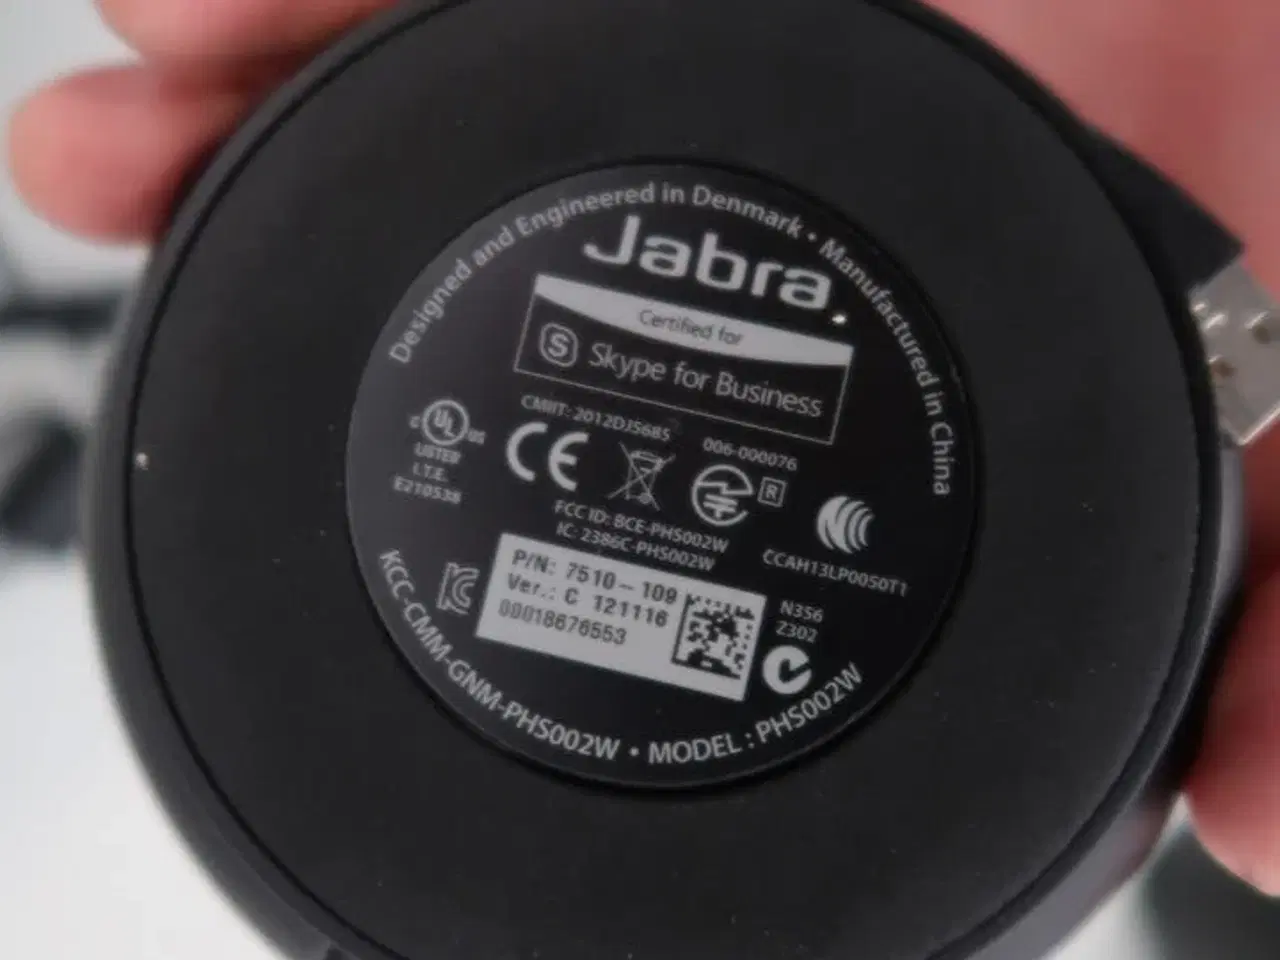 Designed and Engineered in Denmark • Manufactured in China
Jabra
Certified for
S Skype for Business
CMIIT: 2012DJ5685
006-000076
c UL US
LISTED
I.T.E.
E210538
CE
R
FCC ID: BCE-PHS002W
IC: 2386C-PHS002W
CCAH13LP0050T1
P/N: 7510-109
Ver.: C 121116
00018676553
N356
Z302
KCC-CMM-GNM-PHS002W • MODEL : PHS002W